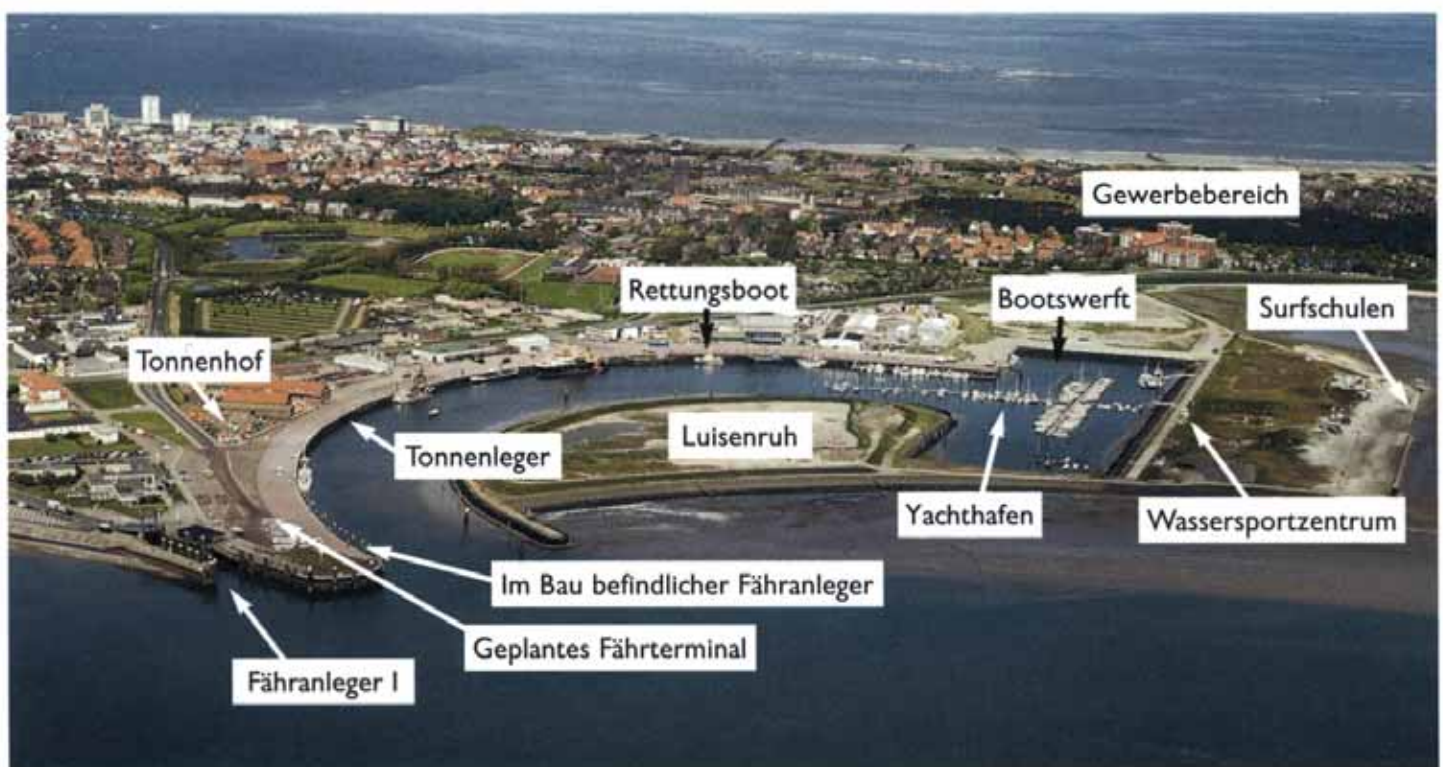 Gewerbebereich
Rettungsboot
Bootswerft
Surfschulen
Tonnenhof
Luisenruh
Tonnenleger
Yachthafen
Wassersportzentrum
Im Bau befindlicher Fähranleger
Geplantes Fährterminal
Fähranleger I